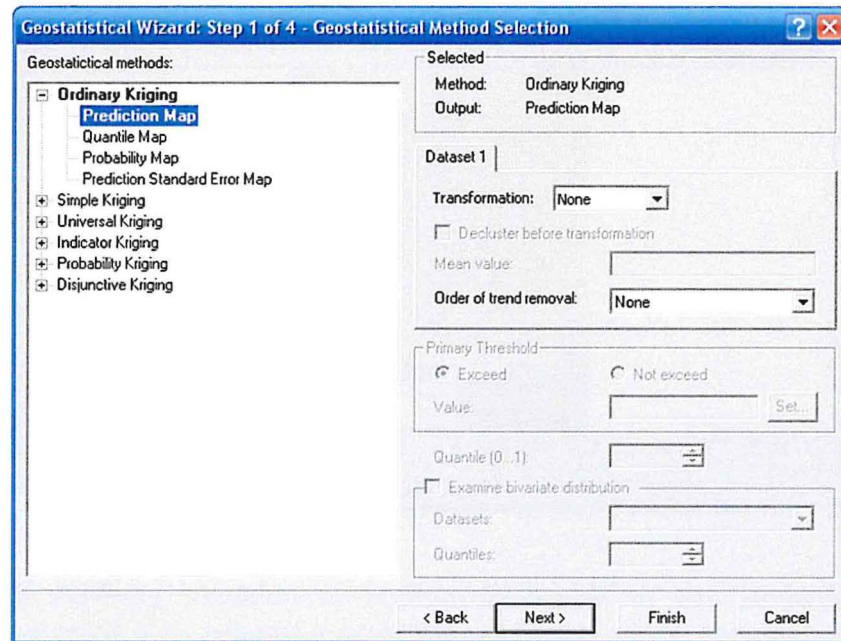 Geostatistical Wizard: Step 1 of 4 - Geostatistical Method Selection
Geostatictical methods:
Ordinary Kriging
Prediction Map
Quantile Map
Probability Map
Prediction Standard Error Map
Simple Kriging
Universal Kriging
Indicator Kriging
Probability Kriging
Disjunctive Kriging
Selected
Method: Ordinary Kriging
Output: Prediction Map
Dataset 1
Transformation: None
Decluster before transformation
Mean value:
Order of trend removal: None
Primary Threshold
Exceed Not exceed
Value: Set...
Quantile (0...1):
Examine bivariate distribution
Datasets:
Quantiles:
< Back Next > Finish Cancel